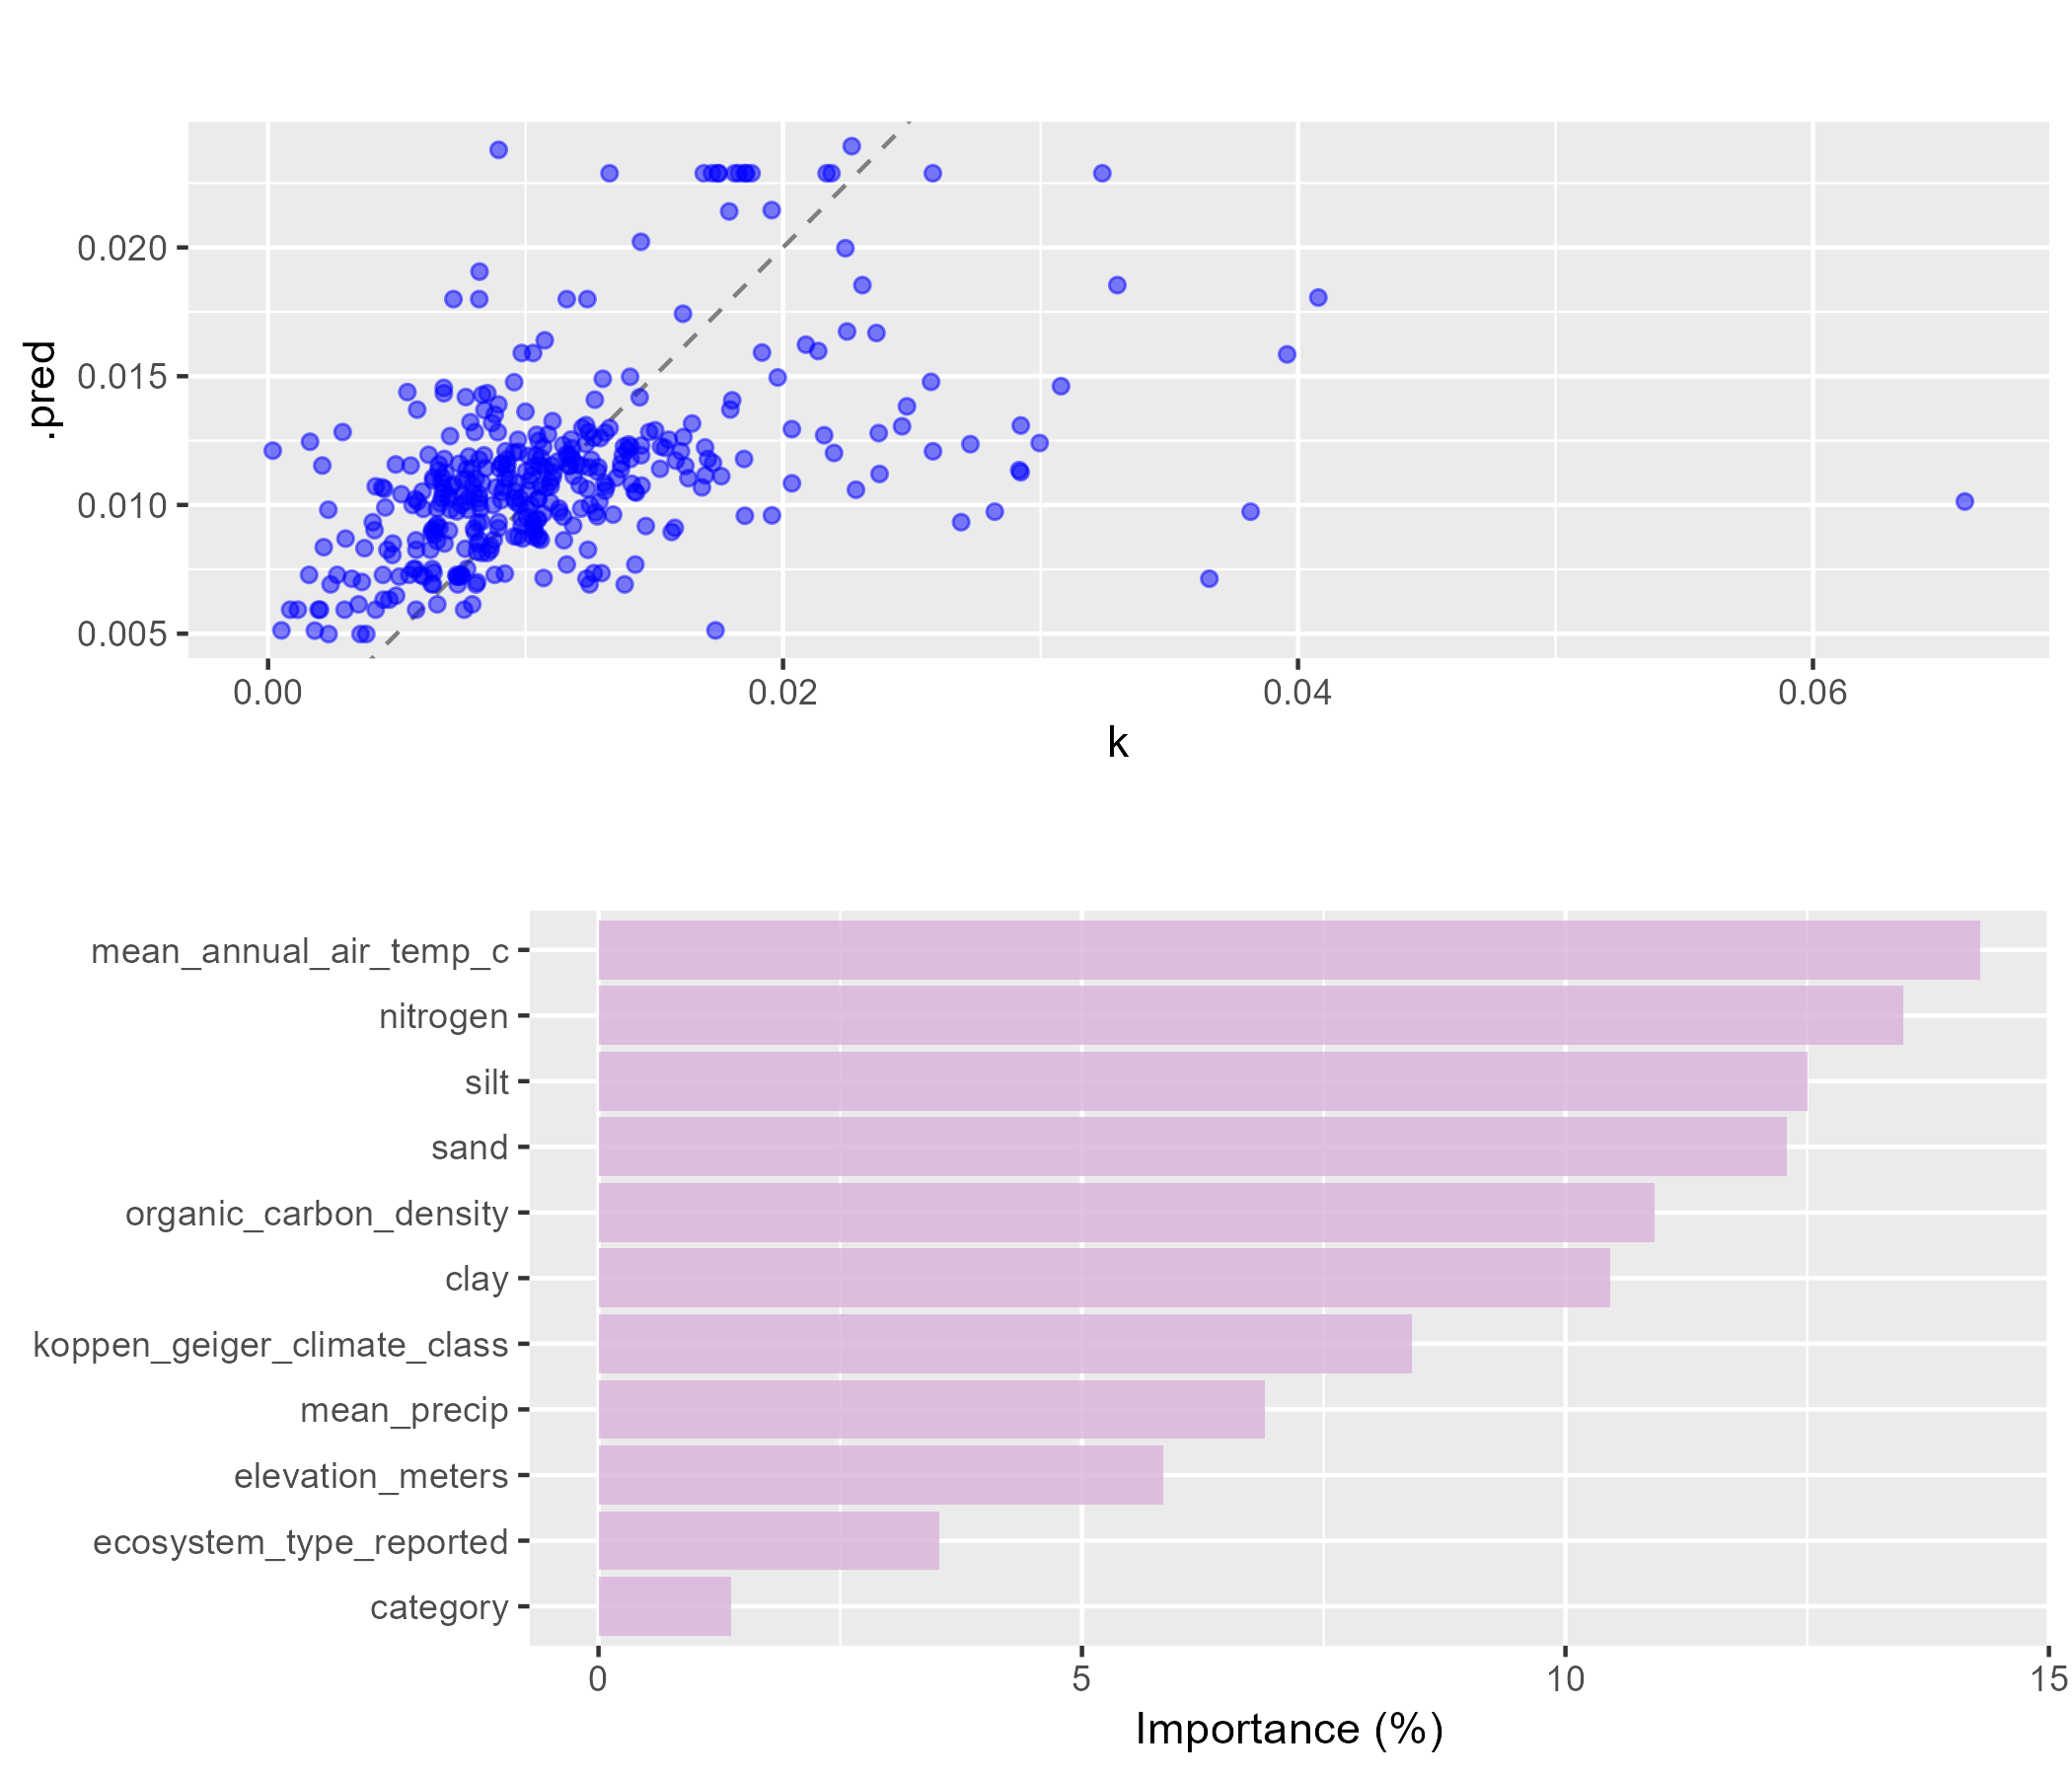 .pred
0.020
0.015
0.010
0.005
0.00 0.02 0.04 0.06
k
mean_annual_air_temp_c
nitrogen
silt
sand
organic_carbon_density
clay
koppen_geiger_climate_class
mean_precip
elevation_meters
ecosystem_type_reported
category
0 5 10 15
Importance (%)